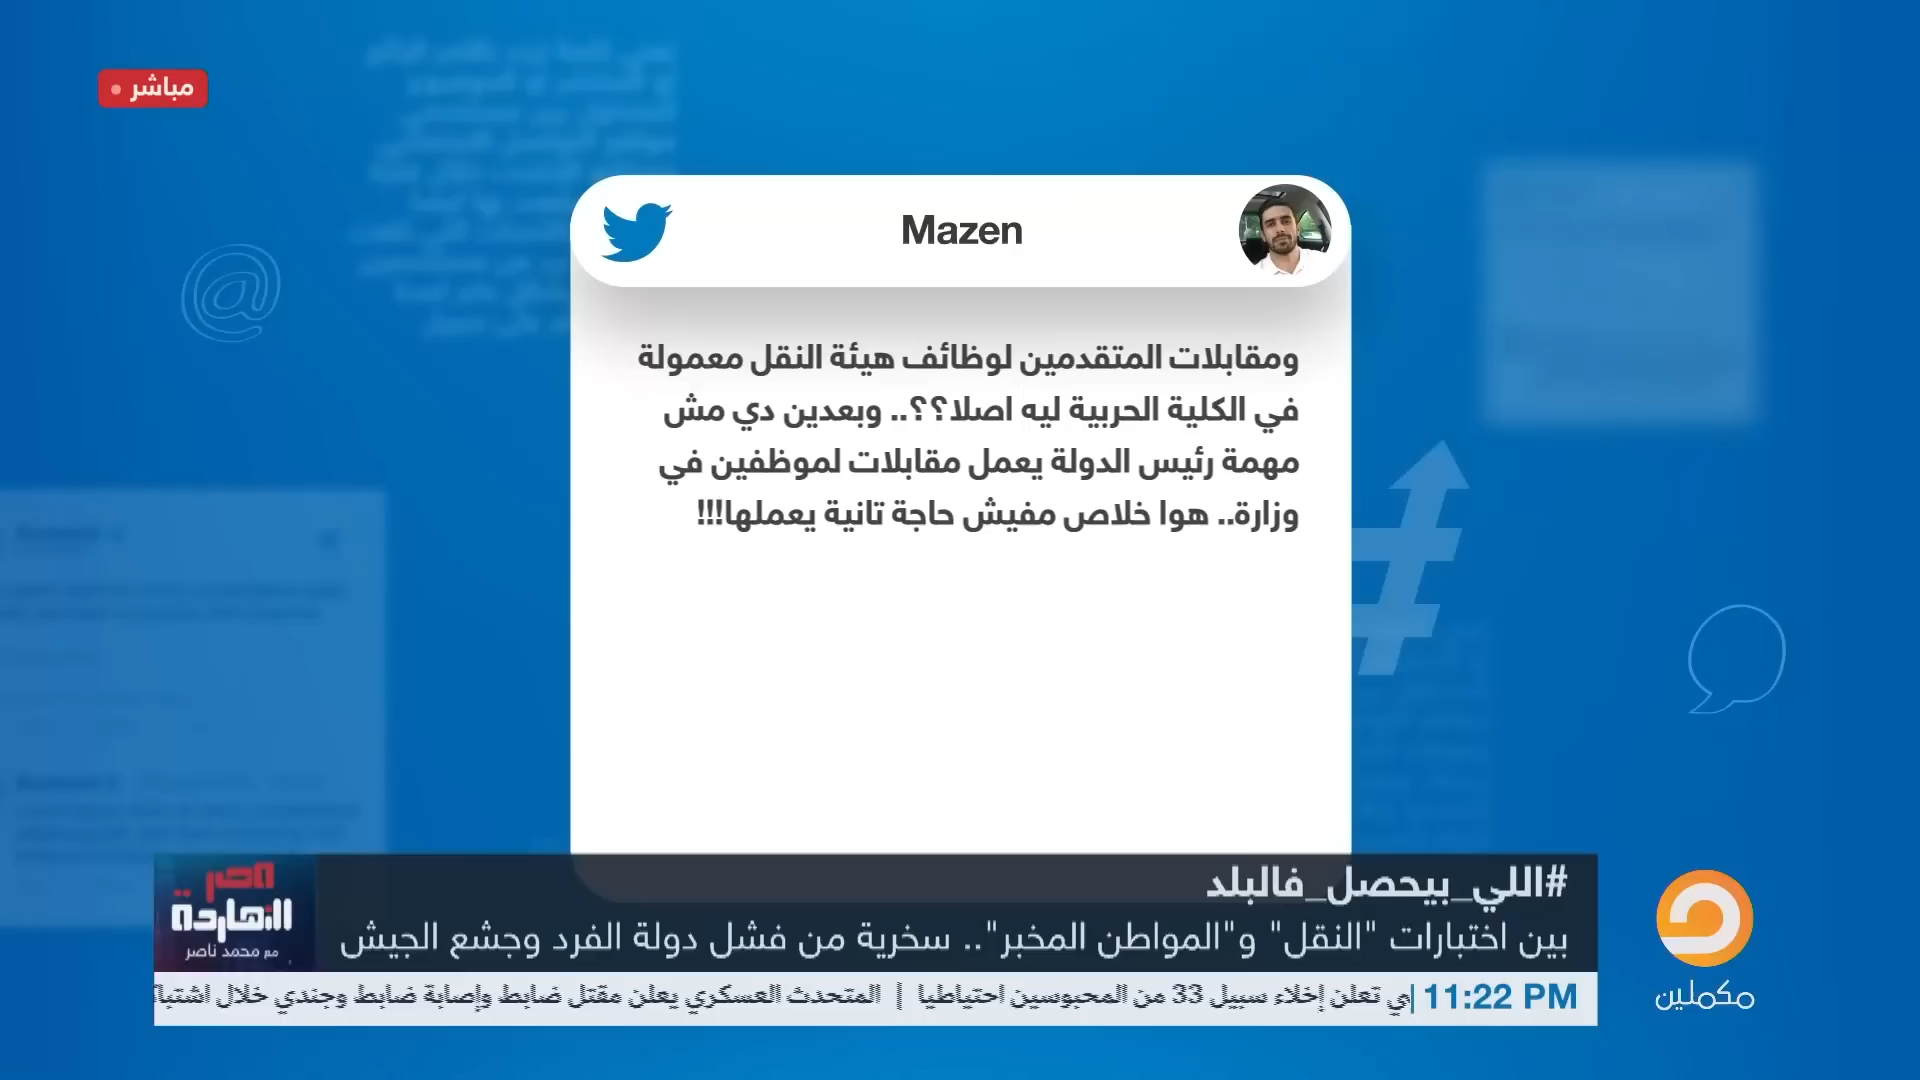 مباشر
Mazen
ومقابلات المتقدمين لوظائف هيئة النقل معمولة
في الكلية الحربية ليه اصلا؟؟.. وبعدين دي مش
مهمة رئيس الدولة يعمل مقابلات لموظفين في
وزارة.. هوا خلاص مفيش حاجة تانية يعملها!!!
#اللي_بيحصل_فالبلد
بين اختبارات "النقل" و"المواطن المخبر".. سخرية من فشل دولة الفرد وجشع الجيش
مصر
النهاردة
مع محمد ناصر
11:22 PM
تعلن إخلاء سبيل 33 من المحبوسين احتياطيا | المتحدث العسكري يعلن مقتل ضابط وإصابة ضابط وجندي خلال
مكملين